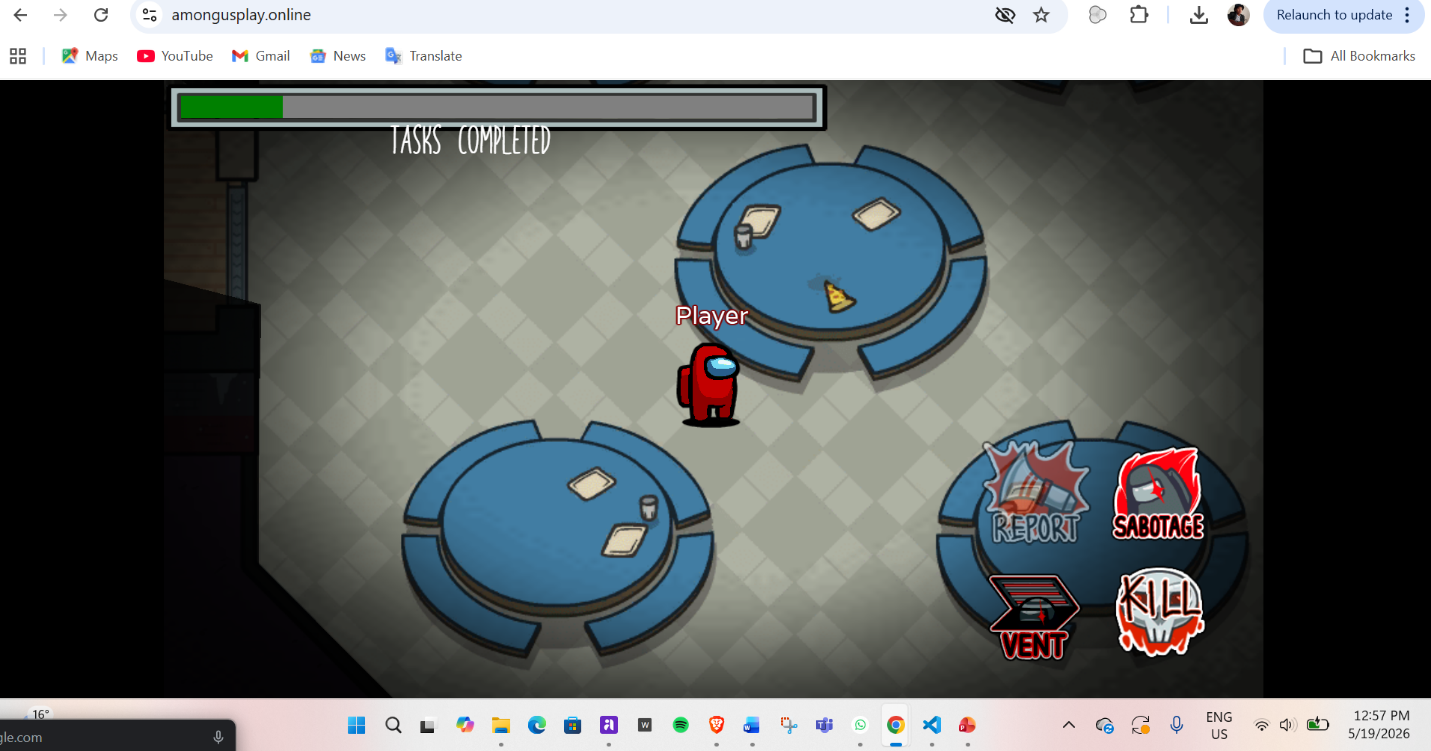 amongusplay.online
Relaunch to update
Maps
YouTube
Gmail
News
Translate
All Bookmarks
TASKS COMPLETED
Player
REPORT
SABOTAGE
VENT
KILL
16°
gle.com
W
ENG
US
12:57 PM
5/19/2026